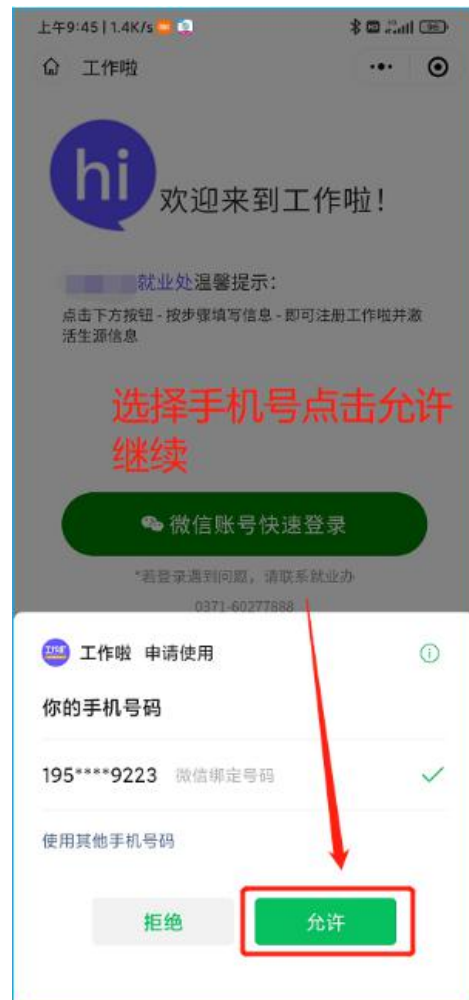 上午9:45 | 1.4K/s
工作啦
hi
欢迎来到工作啦！
就业处温馨提示：
点击下方按钮 - 按步骤填写信息 - 即可注册工作啦并激
活生源信息
选择手机号点击允许
继续
微信账号快速登录
*若登录遇到问题，请联系就业办
0371-60277888
工作啦 申请使用
你的手机号码
195****9223 微信绑定号码
使用其他手机号码
拒绝
允许